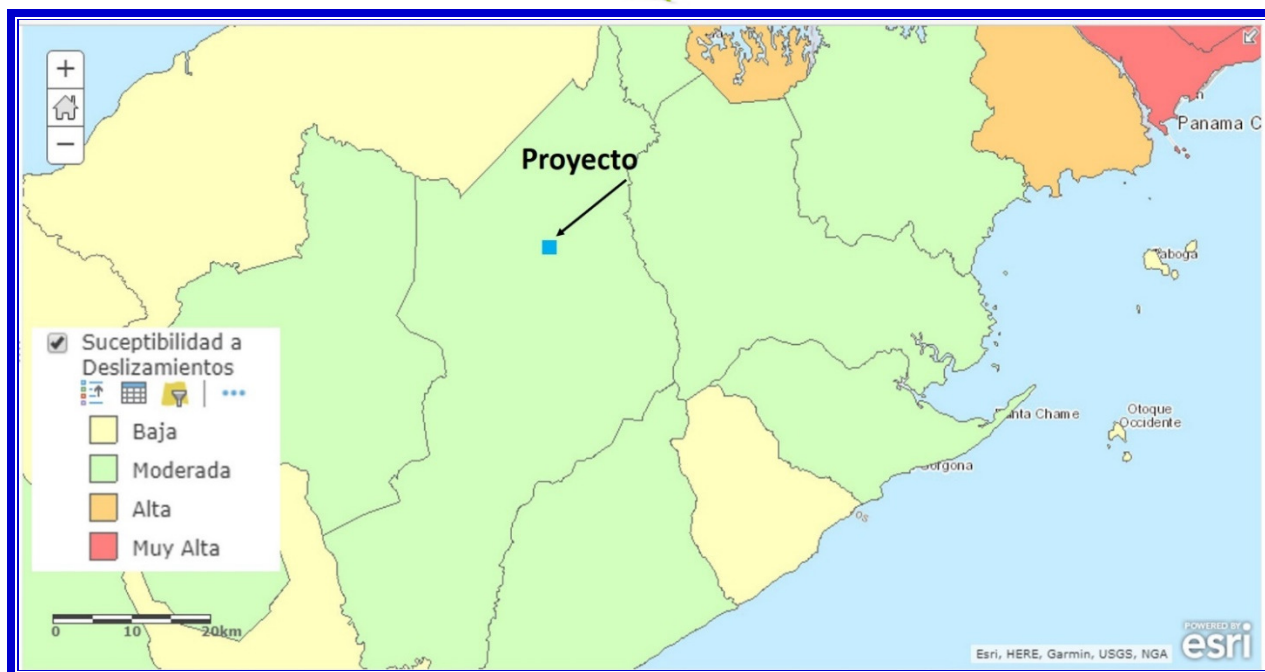 +
−
Panama C
Proyecto
Taboga
Suceptibilidad a
Deslizamientos
Baja
Moderada
Alta
Muy Alta
Otoque
Occidente
Chame
Gorgona
0 10 20km
Esri, HERE, Garmin, USGS, NGA
POWERED BY
esri